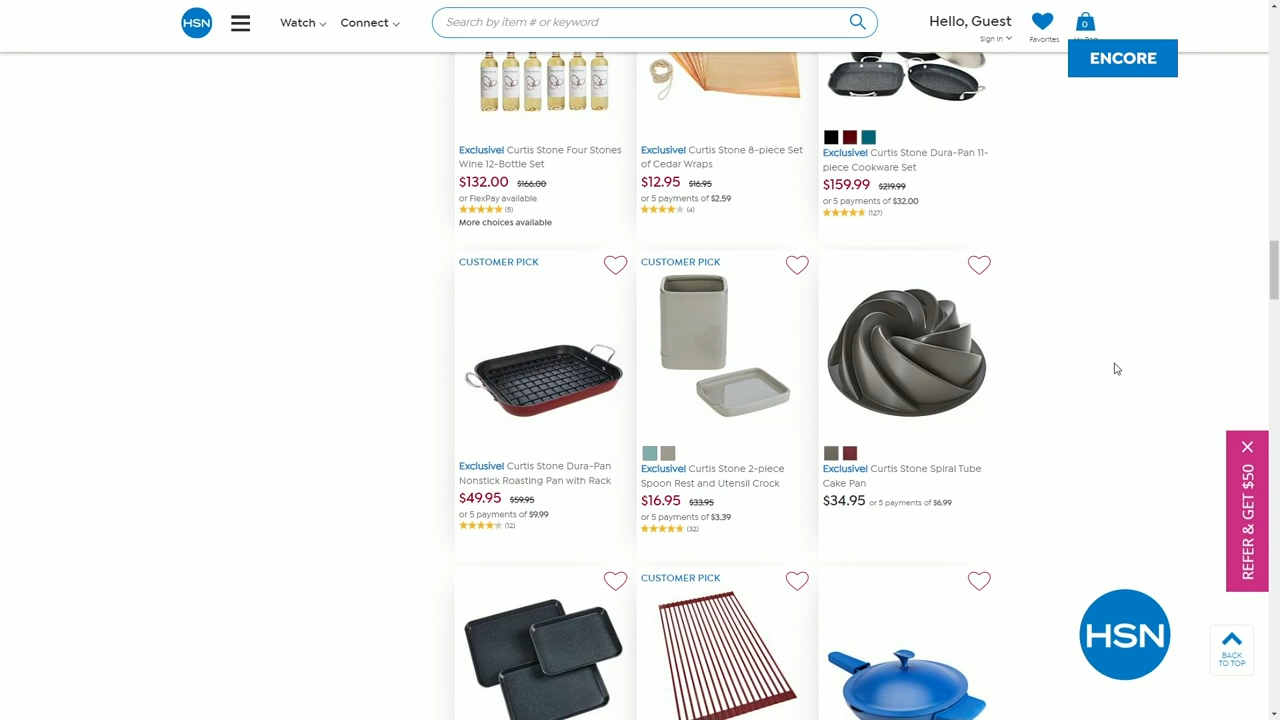 HSN
Watch
Connect
Search by item # or keyword
Hello, Guest
Sign In
Favorites
0
ENCORE
Exclusive! Curtis Stone Four Stones
Wine 12-Bottle Set
$132.00 $166.00
or FlexPay available
(5)
More choices available
Exclusive! Curtis Stone 8-piece Set
of Cedar Wraps
$12.95 $16.95
or 5 payments of $2.59
(4)
Exclusive! Curtis Stone Dura-Pan 11-
piece Cookware Set
$159.99 $219.99
or 5 payments of $32.00
(127)
CUSTOMER PICK
Exclusive! Curtis Stone Dura-Pan
Nonstick Roasting Pan with Rack
$49.95 $59.95
or 5 payments of $9.99
(12)
CUSTOMER PICK
Exclusive! Curtis Stone 2-piece
Spoon Rest and Utensil Crock
$16.95 $33.95
or 5 payments of $3.39
(32)
Exclusive! Curtis Stone Spiral Tube
Cake Pan
$34.95 or 5 payments of $6.99
CUSTOMER PICK
REFER & GET $50
HSN
BACK
TO TOP